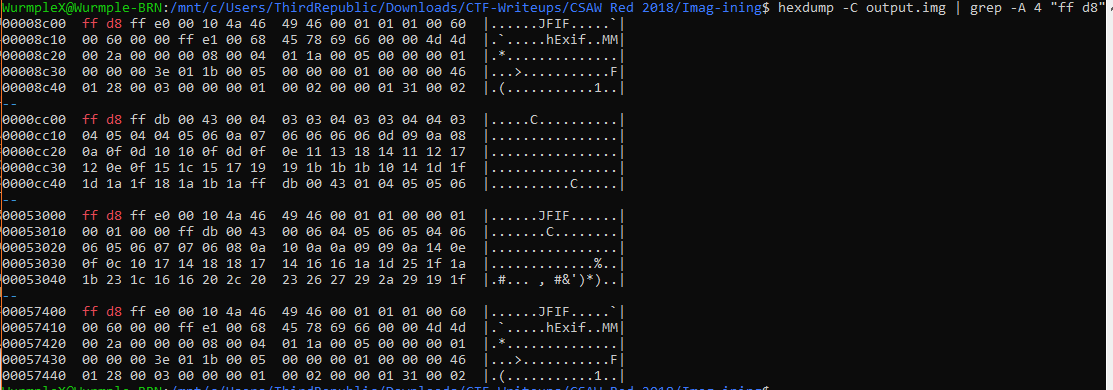 WurmpleX@Wurmple-BRN:/mnt/c/Users/ThirdRepublic/Downloads/CTF-Writeups/CSAW Red 2018/Imag-ining$ hexdump -C output.img | grep -A 4 "ff d8"
00008c00  ff d8 ff e0 00 10 4a 46  49 46 00 01 01 01 00 60  |......JFIF.....`|
00008c10  00 60 00 00 ff e1 00 68  45 78 69 66 00 00 4d 4d  |.`.....hExif..MM|
00008c20  00 2a 00 00 00 08 00 04  01 1a 00 05 00 00 00 01  |.*..............|
00008c30  00 00 00 3e 01 1b 00 05  00 00 00 01 00 00 00 46  |...>...........F|
00008c40  01 28 00 03 00 00 00 01  00 02 00 00 01 31 00 02  |.(...........1..|
--
0000cc00  ff d8 ff db 00 43 00 04  03 03 04 03 03 04 04 03  |.....C..........|
0000cc10  04 05 04 04 05 06 0a 07  06 06 06 06 0d 09 0a 08  |................|
0000cc20  0a 0f 0d 10 10 0f 0d 0f  0e 11 13 18 14 11 12 17  |................|
0000cc30  12 0e 0f 15 1c 15 17 19  19 1b 1b 1b 10 14 1d 1f  |................|
0000cc40  1d 1a 1f 18 1a 1b 1a ff  db 00 43 01 04 05 05 06  |..........C.....|
--
00053000  ff d8 ff e0 00 10 4a 46  49 46 00 01 01 00 00 01  |......JFIF......|
00053010  00 01 00 00 ff db 00 43  00 06 04 05 06 05 04 06  |.......C........|
00053020  06 05 06 07 07 06 08 0a  10 0a 0a 09 09 0a 14 0e  |................|
00053030  0f 0c 10 17 14 18 18 17  14 16 16 1a 1d 25 1f 1a  |.............%..|
00053040  1b 23 1c 16 16 20 2c 20  23 26 27 29 2a 29 19 1f  |.#... , #&')*)..|
--
00057400  ff d8 ff e0 00 10 4a 46  49 46 00 01 01 01 00 60  |......JFIF.....`|
00057410  00 60 00 00 ff e1 00 68  45 78 69 66 00 00 4d 4d  |.`.....hExif..MM|
00057420  00 2a 00 00 00 08 00 04  01 1a 00 05 00 00 00 01  |.*..............|
00057430  00 00 00 3e 01 1b 00 05  00 00 00 01 00 00 00 46  |...>...........F|
00057440  01 28 00 03 00 00 00 01  00 02 00 00 01 31 00 02  |.(...........1..|
WurmpleX@Wurmple-BRN:/mnt/c/Users/ThirdRepublic/Downloads/CTF-Writeups/CSAW Red 2018/Imag-ining$